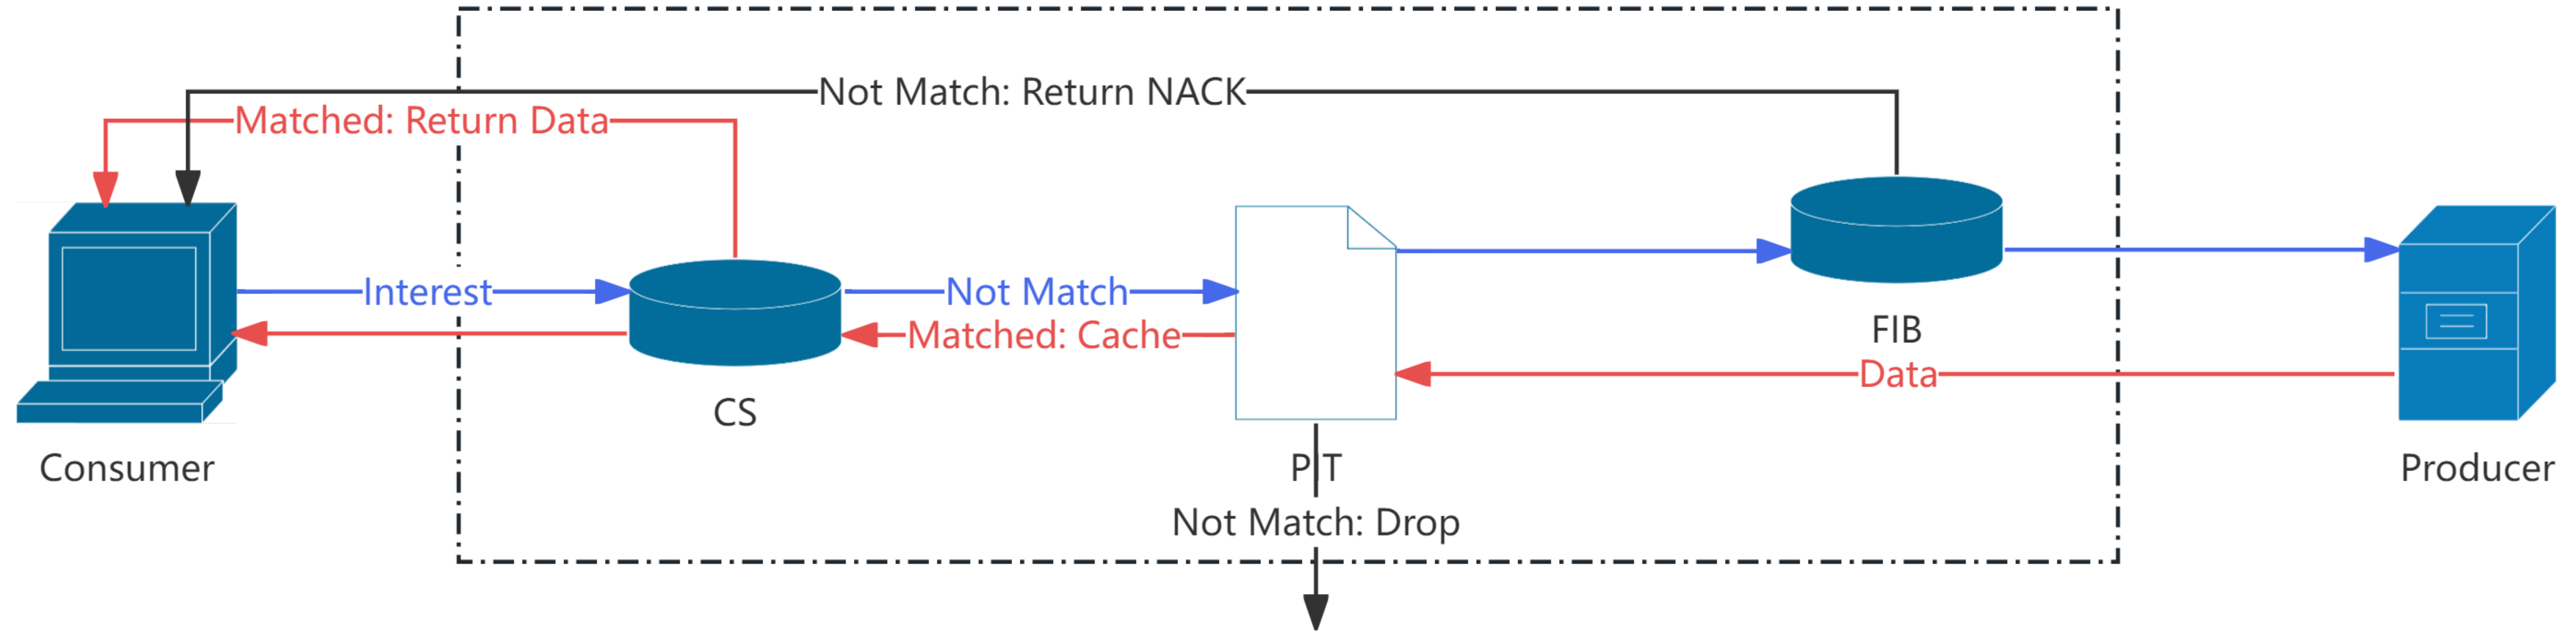 Not Match: Return NACK
Matched: Return Data
Interest
Not Match
Matched: Cache
FIB
Data
CS
Consumer
PIT
Producer
Not Match: Drop